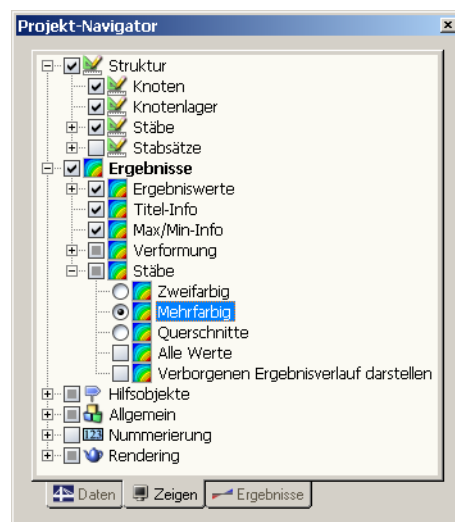 Projekt-Navigator
Struktur
Knoten
Knotenlager
Stäbe
Stabsätze
Ergebnisse
Ergebniswerte
Titel-Info
Max/Min-Info
Verformung
Stäbe
Zweifarbig
Mehrfarbig
Querschnitte
Alle Werte
Verborgenen Ergebnisverlauf darstellen
Hilfsobjekte
Allgemein
123 Nummerierung
Rendering
Daten Zeigen Ergebnisse